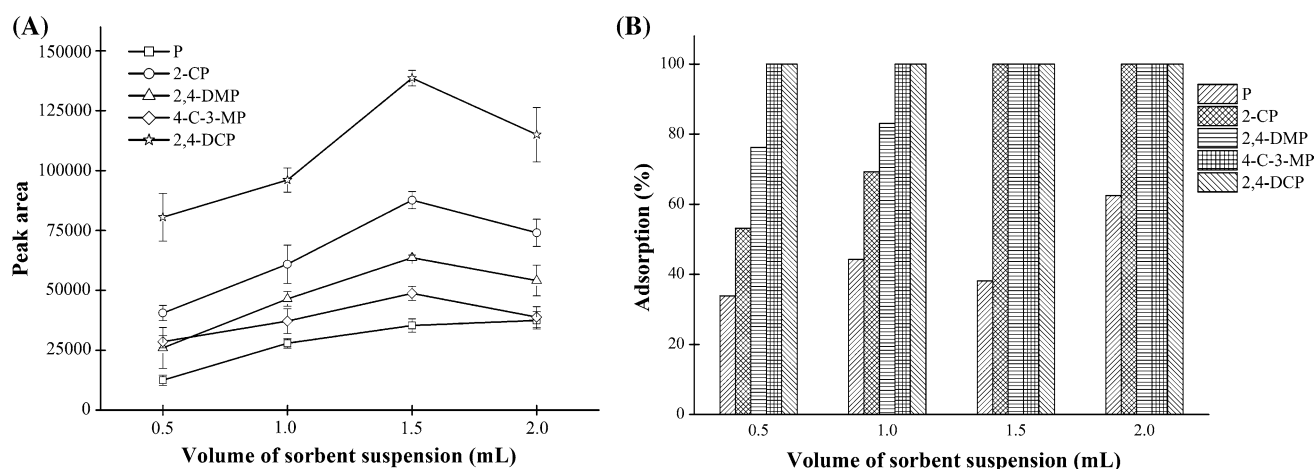 (A)
150000
125000
100000
75000
50000
25000
0
Peak area
P
2-CP
2,4-DMP
4-C-3-MP
2,4-DCP
0.5 1.0 1.5 2.0
Volume of sorbent suspension (mL)
(B)
100
80
60
40
20
0
Adsorption (%)
P
2-CP
2,4-DMP
4-C-3-MP
2,4-DCP
0.5 1.0 1.5 2.0
Volume of sorbent suspension (mL)